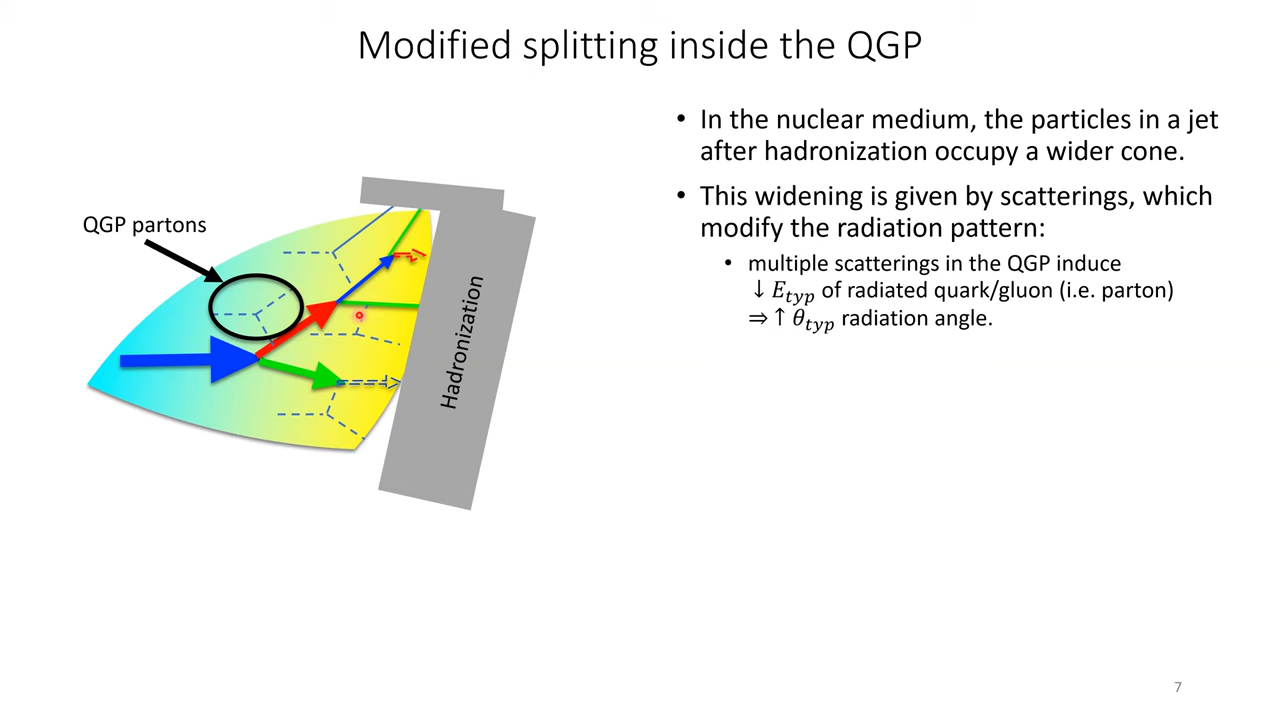 Modified splitting inside the QGP
QGP partons
Hadronization
• In the nuclear medium, the particles in a jet
after hadronization occupy a wider cone.
• This widening is given by scatterings, which
modify the radiation pattern:
• multiple scatterings in the QGP induce
↓ E_typ of radiated quark/gluon (i.e. parton)
⇒ ↑ θ_typ radiation angle.
7